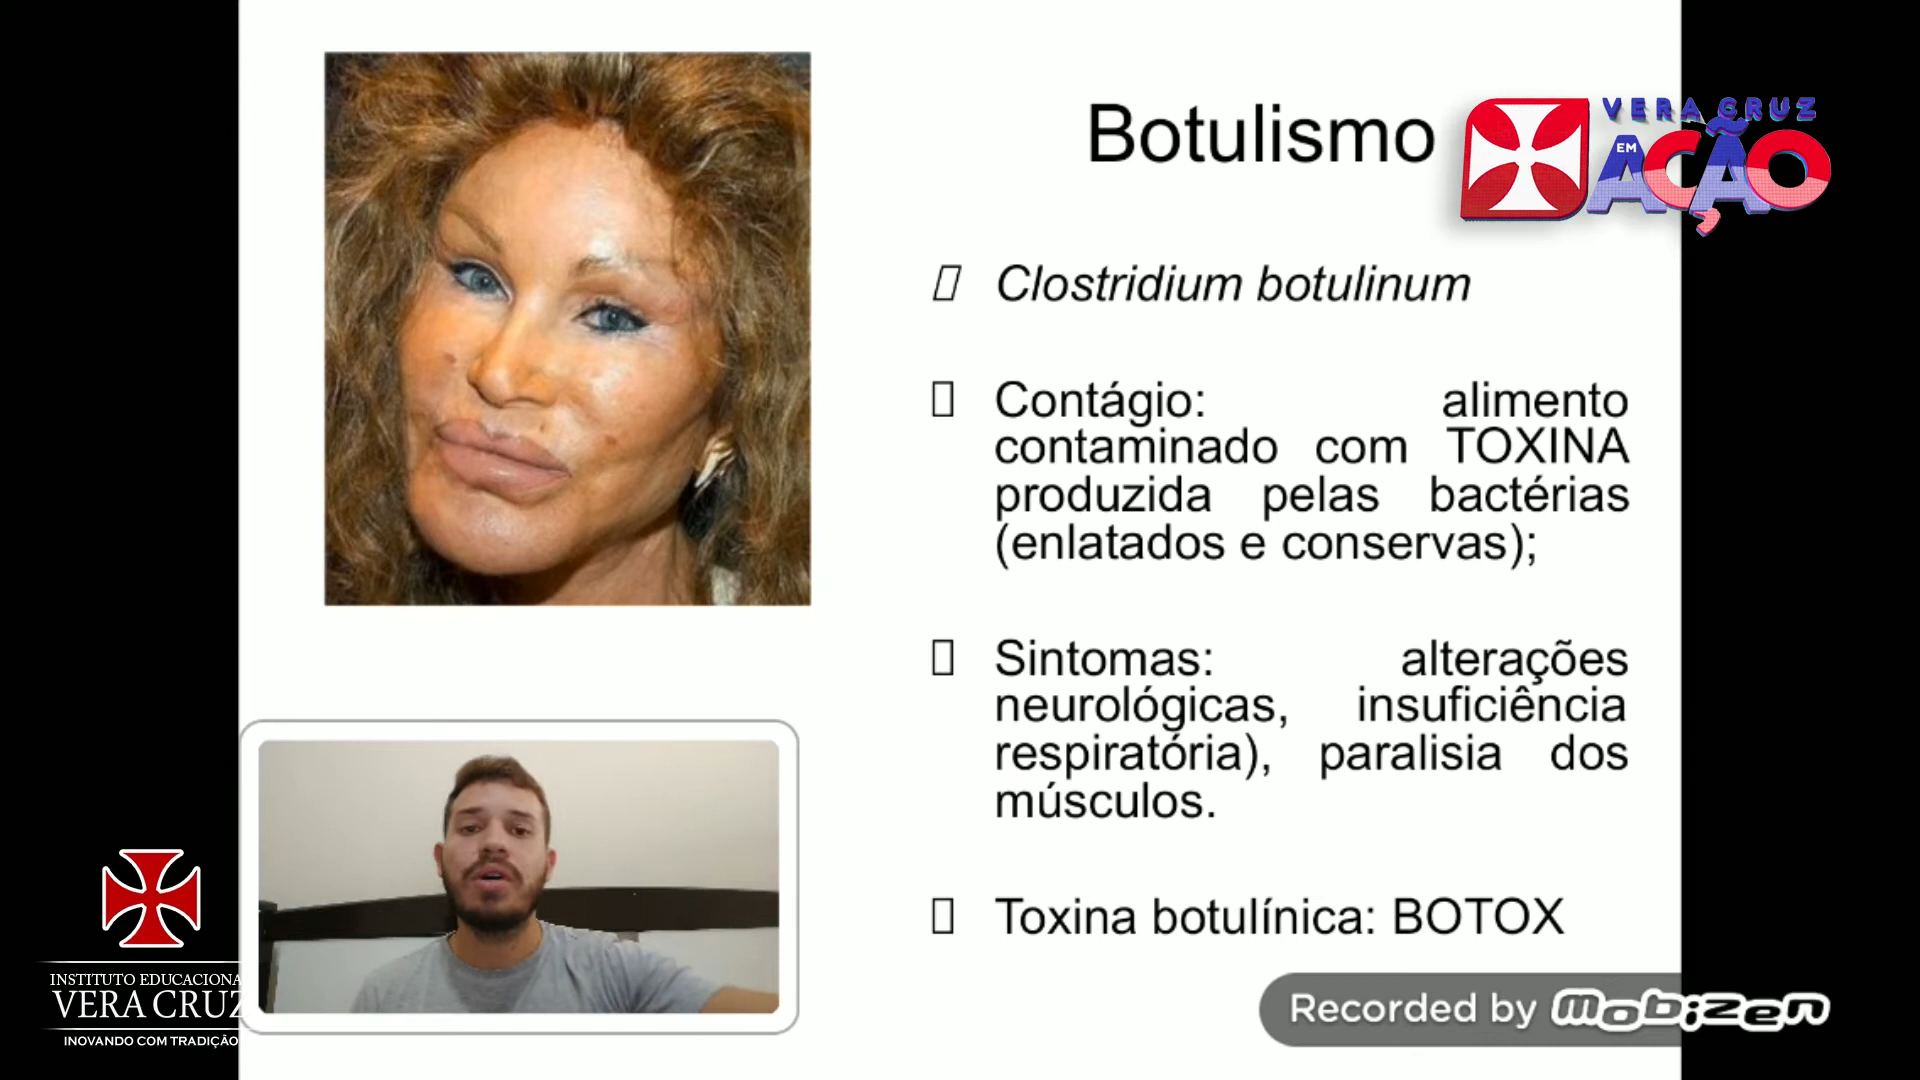 Botulismo
VERA CRUZ
EM
AÇÃO
Clostridium botulinum
Contágio: alimento
contaminado com TOXINA
produzida pelas bactérias
(enlatados e conservas);
Sintomas: alterações
neurológicas, insuficiência
respiratória), paralisia dos
músculos.
Toxina botulínica: BOTOX
INSTITUTO EDUCACIONA
VERA CRUZ
INOVANDO COM TRADIÇÃO
Recorded by mobizen